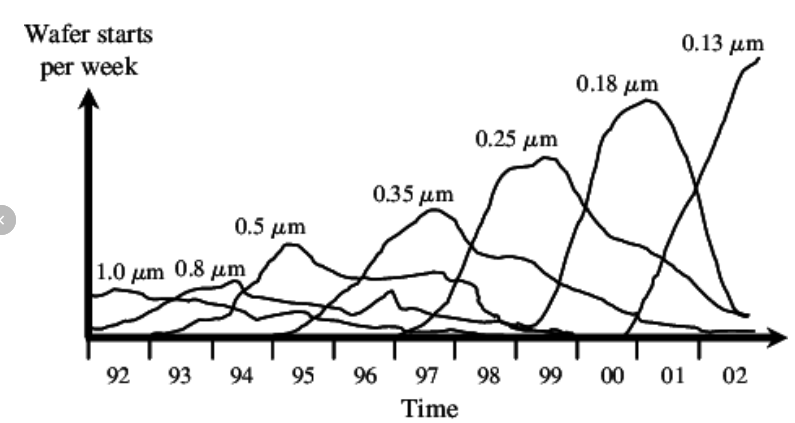 Wafer starts
per week
0.13 μm
0.18 μm
0.25 μm
0.35 μm
0.5 μm
1.0 μm 0.8 μm
92 93 94 95 96 97 98 99 00 01 02
Time